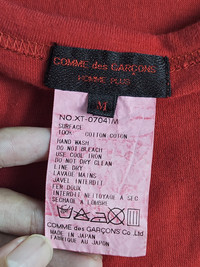 COMME des GARÇONS
HOMME PLUS
M
NO.XT-07041M
SURFACE
100% COTTON COTON
HAND WASH
DO NOT BLEACH
USE COOL IRON
DO NOT DRY CLEAN
LINE DRY
LAVAGE MAINS
JAVEL INTERDIT
FER DOUX
INTERDIT NETTOYAGE A SEC
SECHAGE A L'OMBRE
COMME des GARÇONS Co.,Ltd
MADE IN JAPAN
FABRIQUE AU JAPON